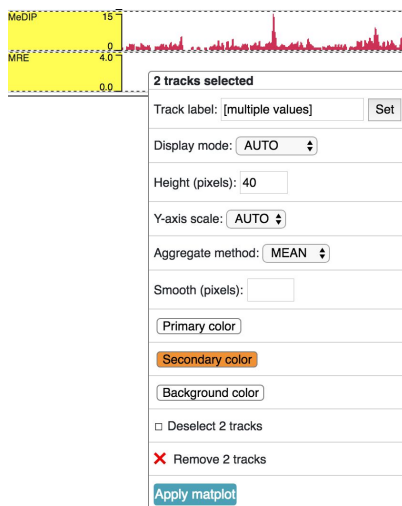 MeDIP 15
0
MRE 4.0
0.0
2 tracks selected
Track label: [multiple values] Set
Display mode: AUTO
Height (pixels): 40
Y-axis scale: AUTO
Aggregate method: MEAN
Smooth (pixels):
Primary color
Secondary color
Background color
Deselect 2 tracks
Remove 2 tracks
Apply matplot